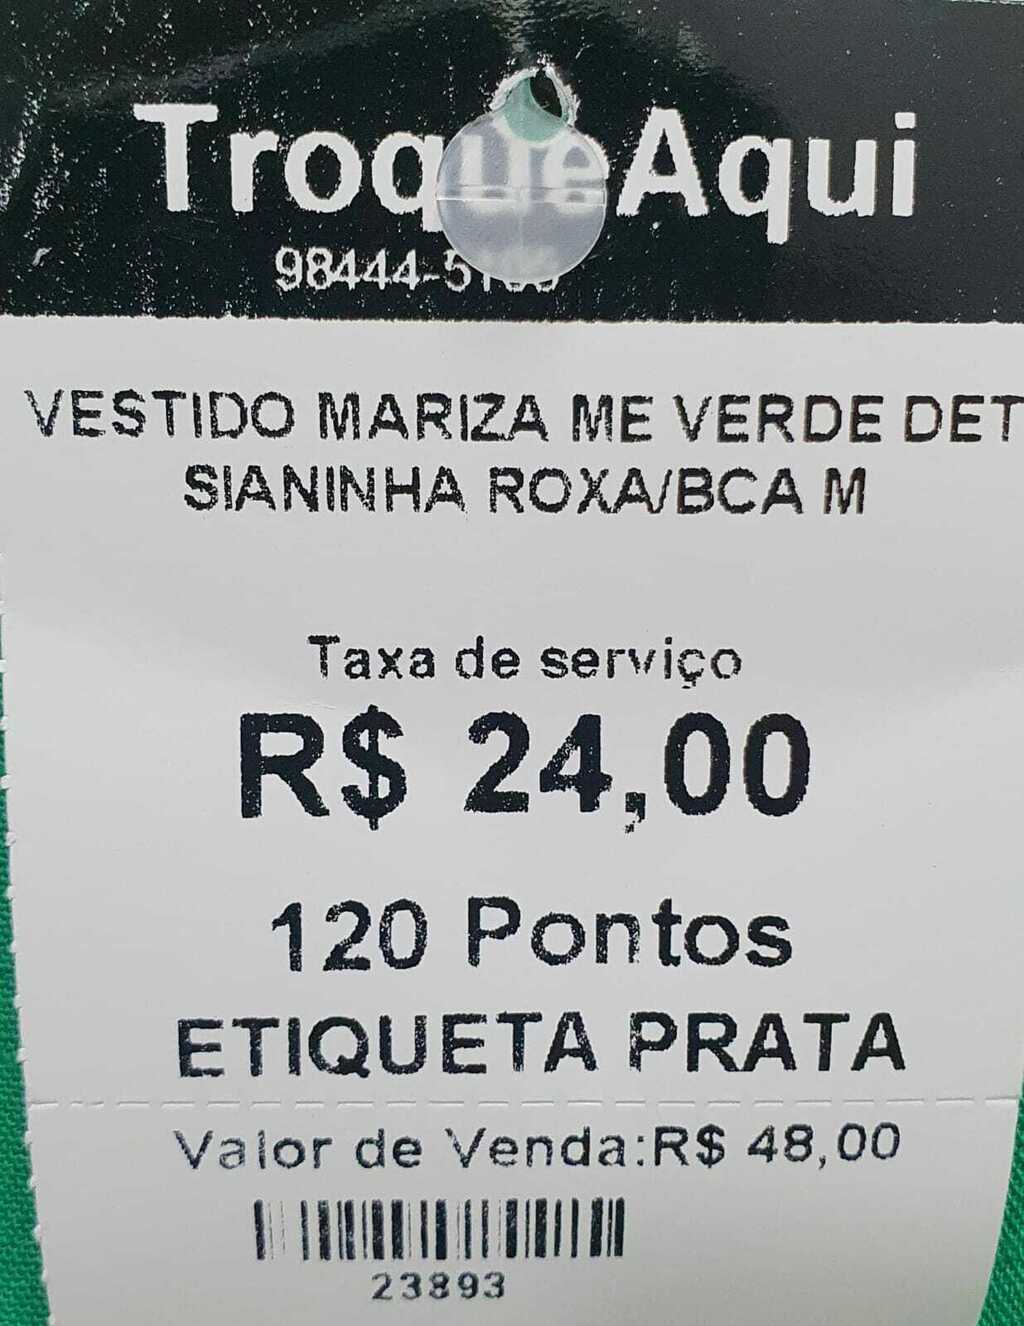 TroqueAqui
VESTIDO MARIZA ME VERDE DET
SIANINHA ROXA/BCA M
Taxa de serviço
R$ 24,00
120 Pontos
ETIQUETA PRATA
Valor de Venda:R$ 48,00
23893